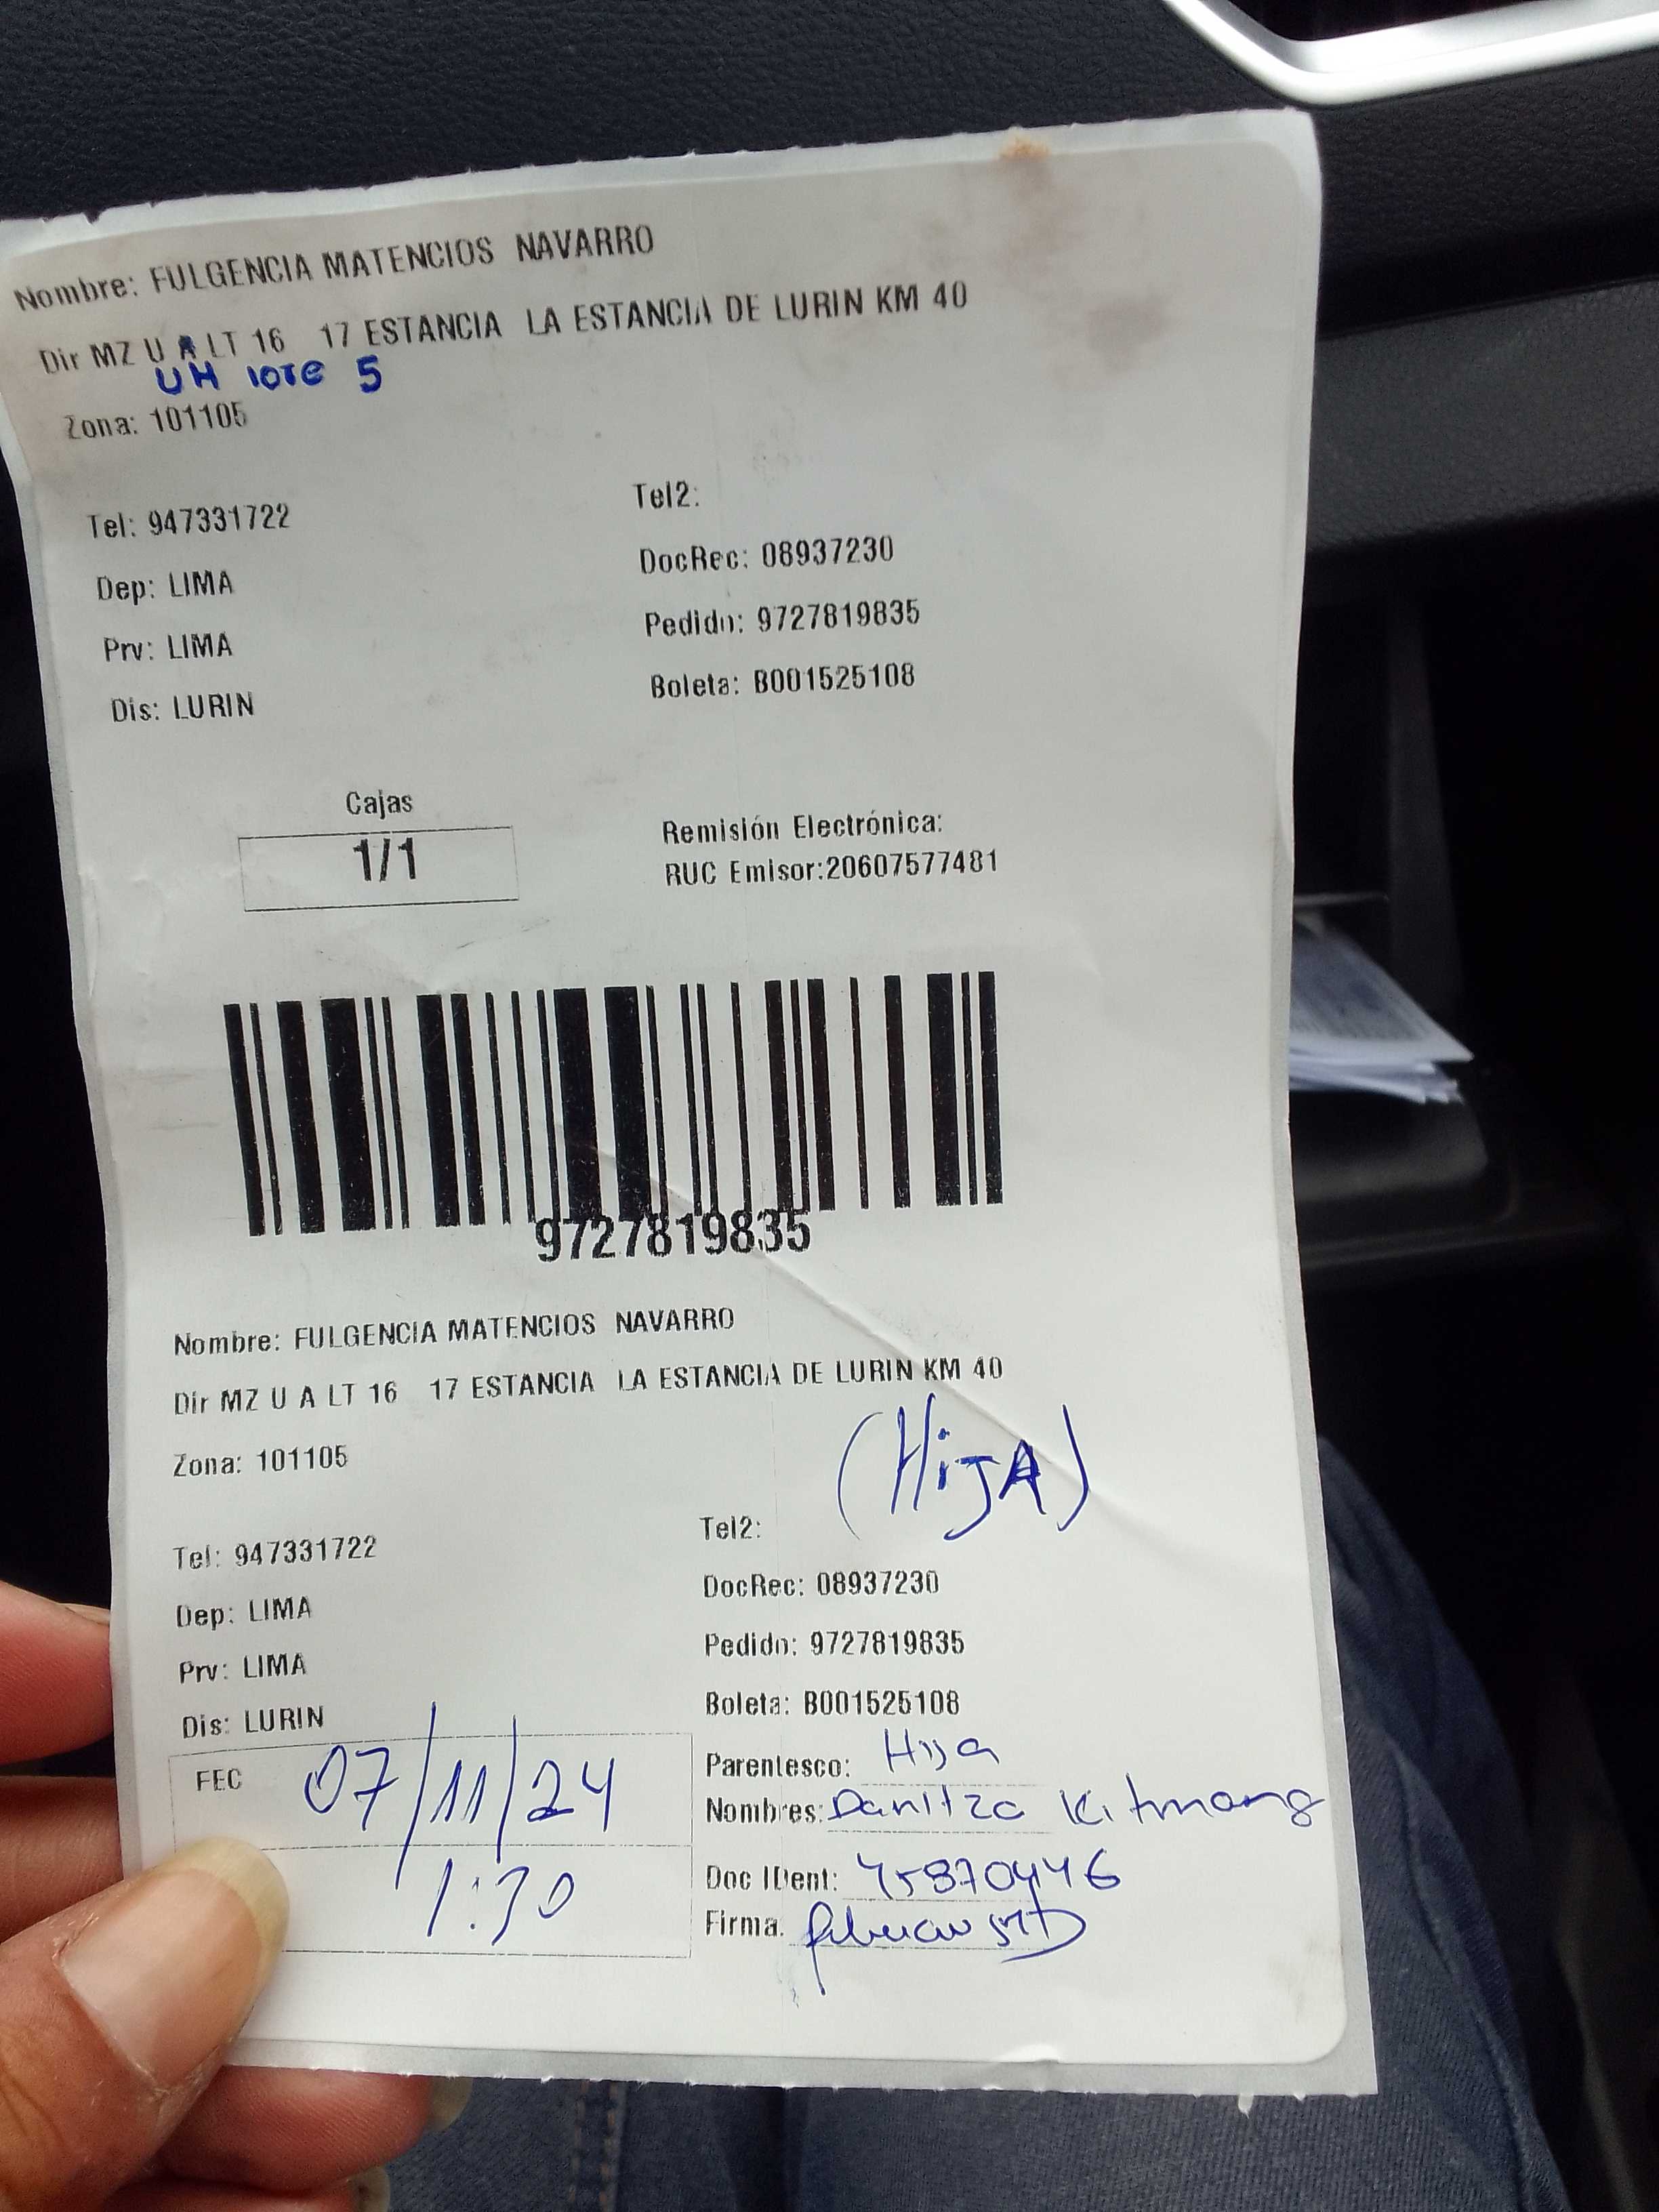 Nombre: FULGENCIA MATENCIOS NAVARRO
Dir MZ U A LT 16 17 ESTANCIA LA ESTANCIA DE LURIN KM 40
UH lote 5
Zona: 101105
Tel: 947331722
Tel2:
DocRec: 08937230
Dep: LIMA
Pedido: 9727819835
Prv: LIMA
Boleta: B001525108
Dis: LURIN
Cajas
1/1
Remisión Electrónica:
RUC Emisor:20607577481
9727819835
Nombre: FULGENCIA MATENCIOS NAVARRO
Dir MZ U A LT 16 17 ESTANCIA LA ESTANCIA DE LURIN KM 40
Zona: 101105
(HiJA)
Tel: 947331722
Tel2:
DocRec: 08937230
Dep: LIMA
Pedido: 9727819835
Prv: LIMA
Boleta: B001525108
Dis: LURIN
Parentesco: Hija
FEC 07/11/24
Nombres: Danitza
1:30
Doc IDent: 45870446
Firma.